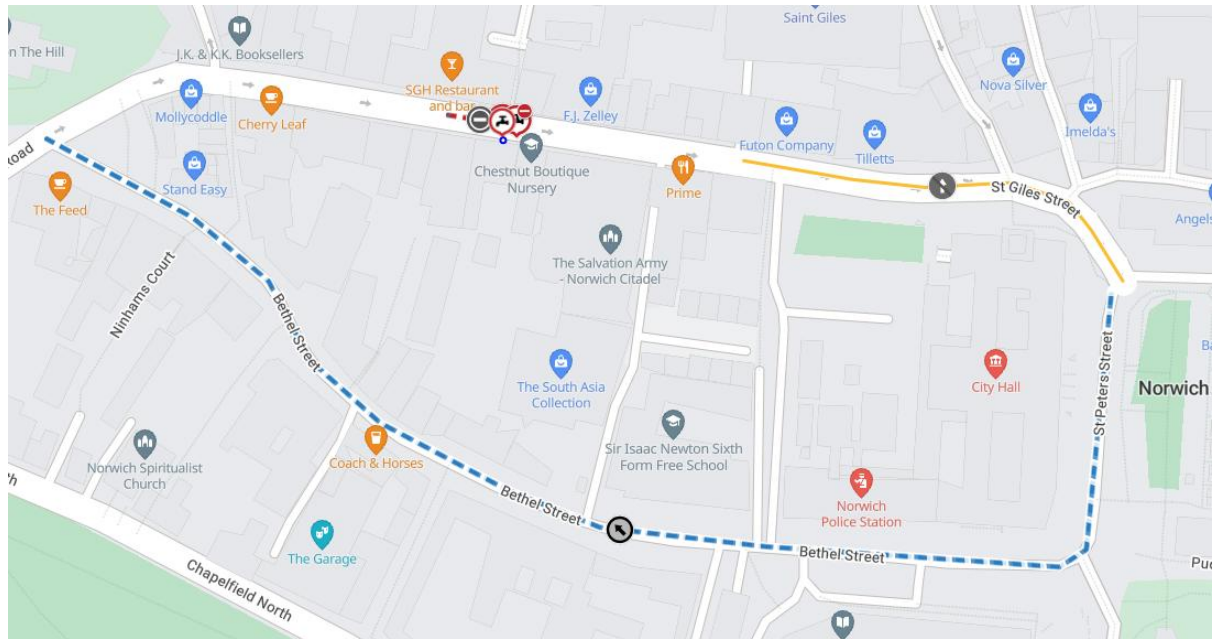 Saint Giles
n The Hill
J.K. & K.K. Booksellers
SGH Restaurant
and bar
Nova Silver
Mollycoddle
Cherry Leaf
F.J. Zelley
Futon Company
Tilletts
Imelda's
Road
Stand Easy
Chestnut Boutique
Nursery
Prime
St Giles Street
The Feed
Angels
The Salvation Army
- Norwich Citadel
Ninhams Court
Bethel Street
St Peters Street
The South Asia
Collection
City Hall
Norwich
Ba
Sir Isaac Newton Sixth
Form Free School
Coach & Horses
Norwich Spiritualist
Church
th
Bethel Street
Norwich
Police Station
The Garage
Bethel Street
Pud
Chapelfield North